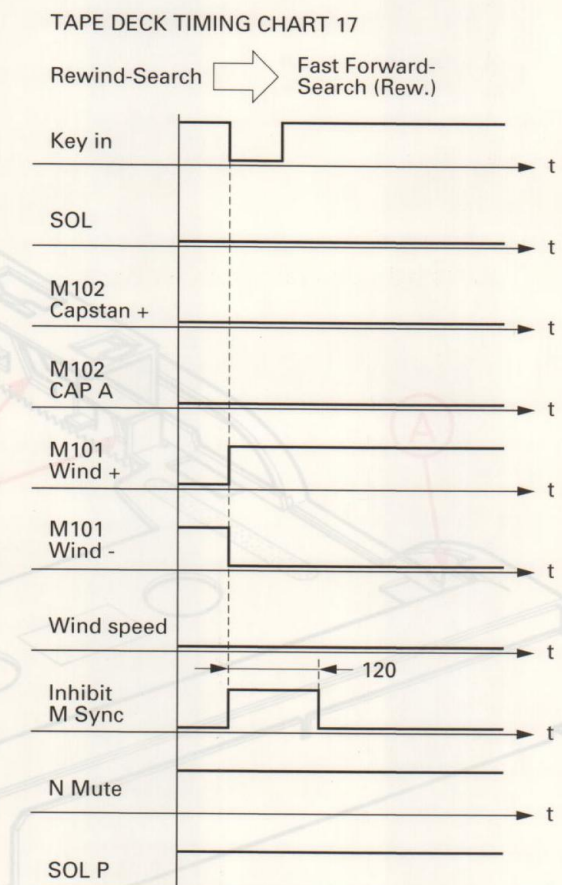 TAPE DECK TIMING CHART 17
Rewind-Search
Fast Forward-
Search (Rew.)
Key in
t
SOL
t
M102
Capstan +
t
M102
CAP A
t
M101
Wind +
t
M101
Wind -
t
Wind speed
t
120
Inhibit
M Sync
t
N Mute
t
SOL P
A